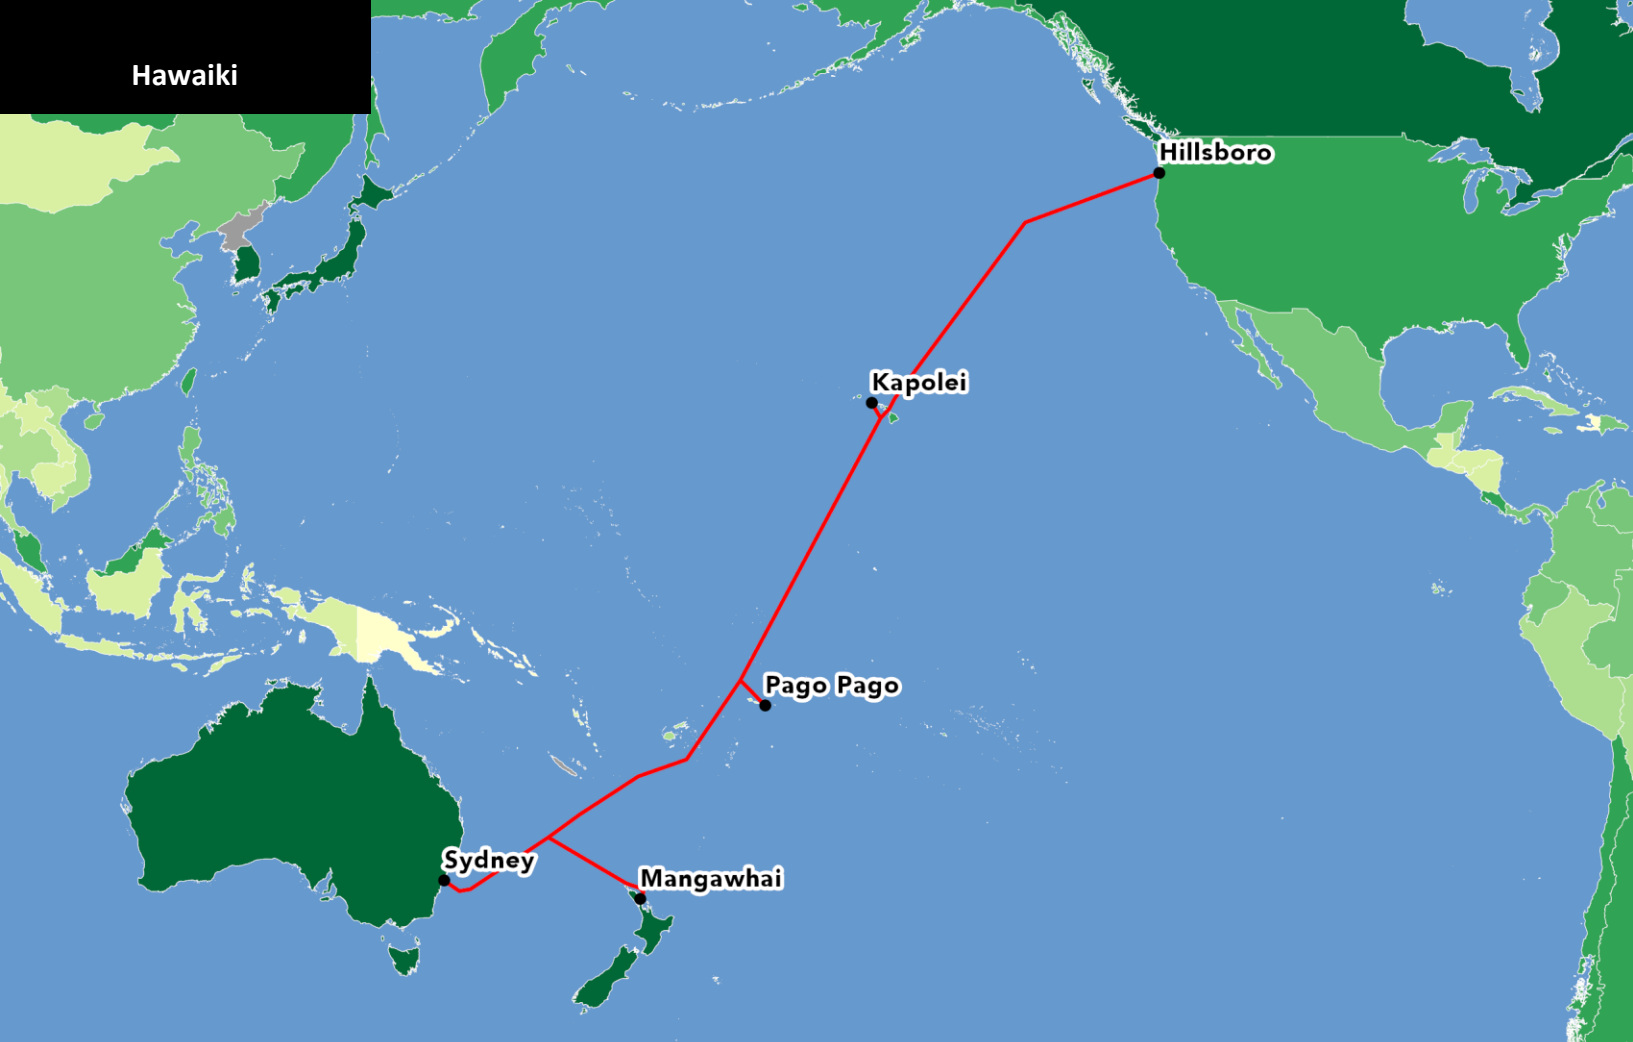 Hawaiki
Hillsboro
Kapolei
Pago Pago
Sydney
Mangawhai